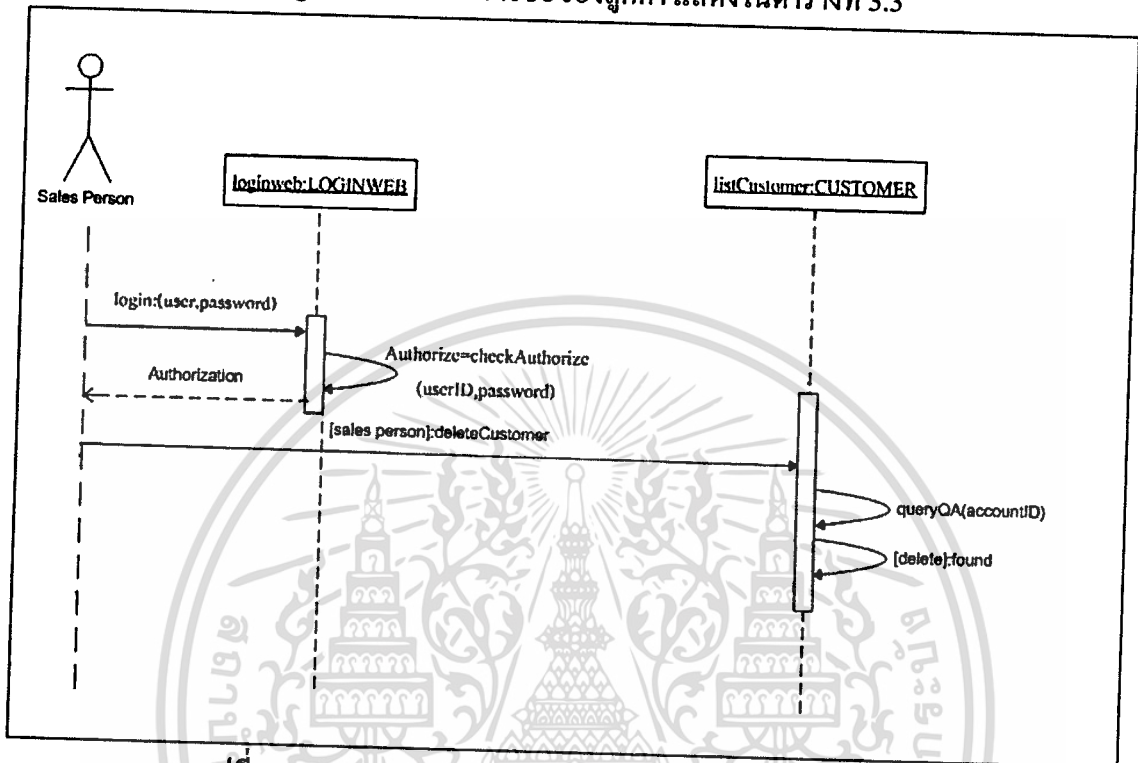 Sales Person
loginweb:LOGINWEB
listCustomer:CUSTOMER
login:(user,password)
Authorize=checkAuthorize
(userID,password)
Authorization
[sales person]:deleteCustomer
queryQA(accountID)
[delete]:found